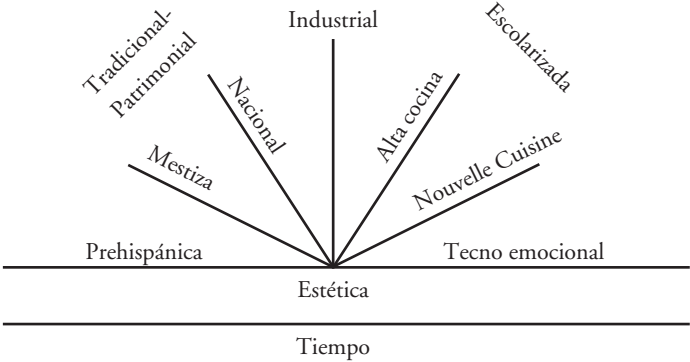 Industrial
Escolarizada
Tradicional-
Patrimonial
Nacional
Alta cocina
Mestiza
Nouvelle Cuisine
Prehispánica
Tecno emocional
Estética
Tiempo